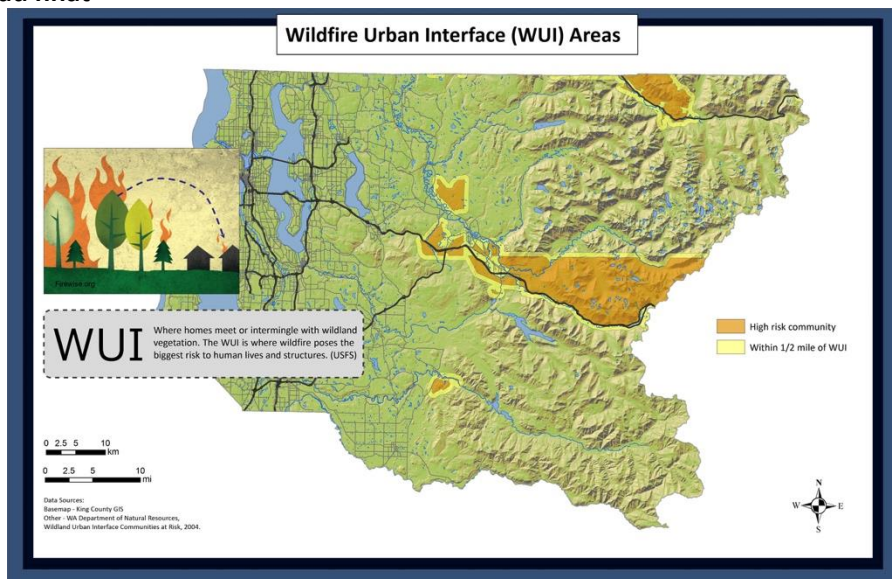 Wildfire Urban Interface (WUI) Areas
Firewise.org
WUI
Where homes meet or intermingle with wildland
vegetation. The WUI is where wildfire poses the
biggest risk to human lives and structures. (USFS)
High risk community
Within 1/2 mile of WUI
0 2.5 5 10
km
0 2.5 5 10
mi
Data Sources:
Basemap - King County GIS
Other - WA Department of Natural Resources,
Wildland Urban Interface Communities at Risk, 2004.
N
W E
S